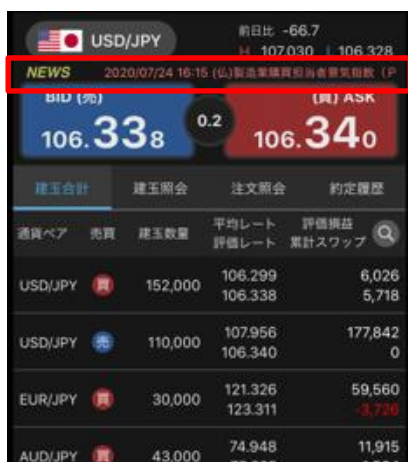 USD/JPY 前日比 -66.7
H 107.030 L 106.328
NEWS 2020/07/24 16:15 (仏)製造業購買担当者景気指数 (P
BID (売) (買) ASK
106.338 0.2 106.340
建玉合計 建玉照会 注文照会 約定履歴
通貨ペア 売買 建玉数量 平均レート 評価損益
評価レート 累計スワップ
USD/JPY 買 152,000 106.299 6,026
106.338 5,718
USD/JPY 売 110,000 107.956 177,842
106.340 0
EUR/JPY 買 30,000 121.326 59,560
123.311 -3,726
AUD/JPY 買 43,000 74.948 11,915